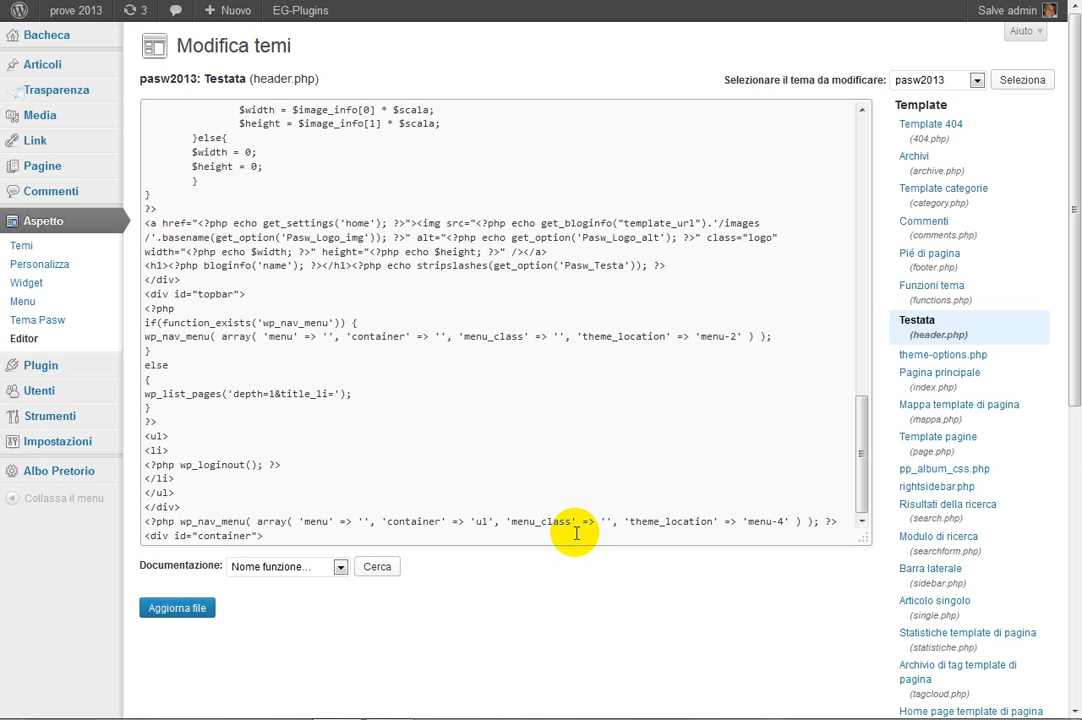 prove 2013
3
Nuovo
EG-Plugins
Salve admin
Bacheca
Articoli
Trasparenza
Media
Link
Pagine
Commenti
Aspetto
Temi
Personalizza
Widget
Menu
Tema Pasw
Editor
Plugin
Utenti
Strumenti
Impostazioni
Albo Pretorio
Collassa il menu
Aiuto
Modifica temi
pasw2013: Testata (header.php)
Selezionare il tema da modificare:
pasw2013
Seleziona
$width = $image_info[0] * $scala;
$height = $image_info[1] * $scala;
}else{
$width = 0;
$height = 0;
}
}
?>
<a href="<?php echo get_settings('home'); ?>"><img src="<?php echo get_bloginfo("template_url").'/images
/'.basename(get_option('Pasw_Logo_img')); ?>" alt="<?php echo get_option('Pasw_Logo_alt'); ?>" class="logo"
width="<?php echo $width; ?>" height="<?php echo $height; ?>" /></a>
<h1><?php bloginfo('name'); ?></h1><?php echo stripslashes(get_option('Pasw_Testa')); ?>
</div>
<div id="topbar">
<?php
if(function_exists('wp_nav_menu')) {
wp_nav_menu( array( 'menu' => '', 'container' => '', 'menu_class' => '', 'theme_location' => 'menu-2' ) );
}
else
{
wp_list_pages('depth=1&title_li=');
}
?>
<ul>
<li>
<?php wp_loginout(); ?>
</li>
</ul>
</div>
<?php wp_nav_menu( array( 'menu' => '', 'container' => 'ul', 'menu_class' => '', 'theme_location' => 'menu-4' ) ); ?>
<div id="container">
Documentazione:
Nome funzione...
Cerca
Aggiorna file
Template
Template 404
(404.php)
Archivi
(archive.php)
Template categorie
(category.php)
Commenti
(comments.php)
Pié di pagina
(footer.php)
Funzioni tema
(functions.php)
Testata
(header.php)
theme-options.php
Pagina principale
(index.php)
Mappa template di pagina
(mappa.php)
Template pagine
(page.php)
pp_album_css.php
rightsidebar.php
Risultati della ricerca
(search.php)
Modulo di ricerca
(searchform.php)
Barra laterale
(sidebar.php)
Articolo singolo
(single.php)
Statistiche template di pagina
(statistiche.php)
Archivio di tag template di
pagina
(tagcloud.php)
Home page template di pagina